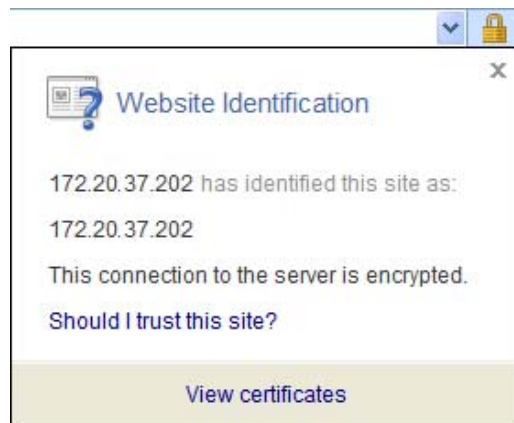 Website Identification
172.20.37.202 has identified this site as:
172.20.37.202
This connection to the server is encrypted.
Should I trust this site?
View certificates